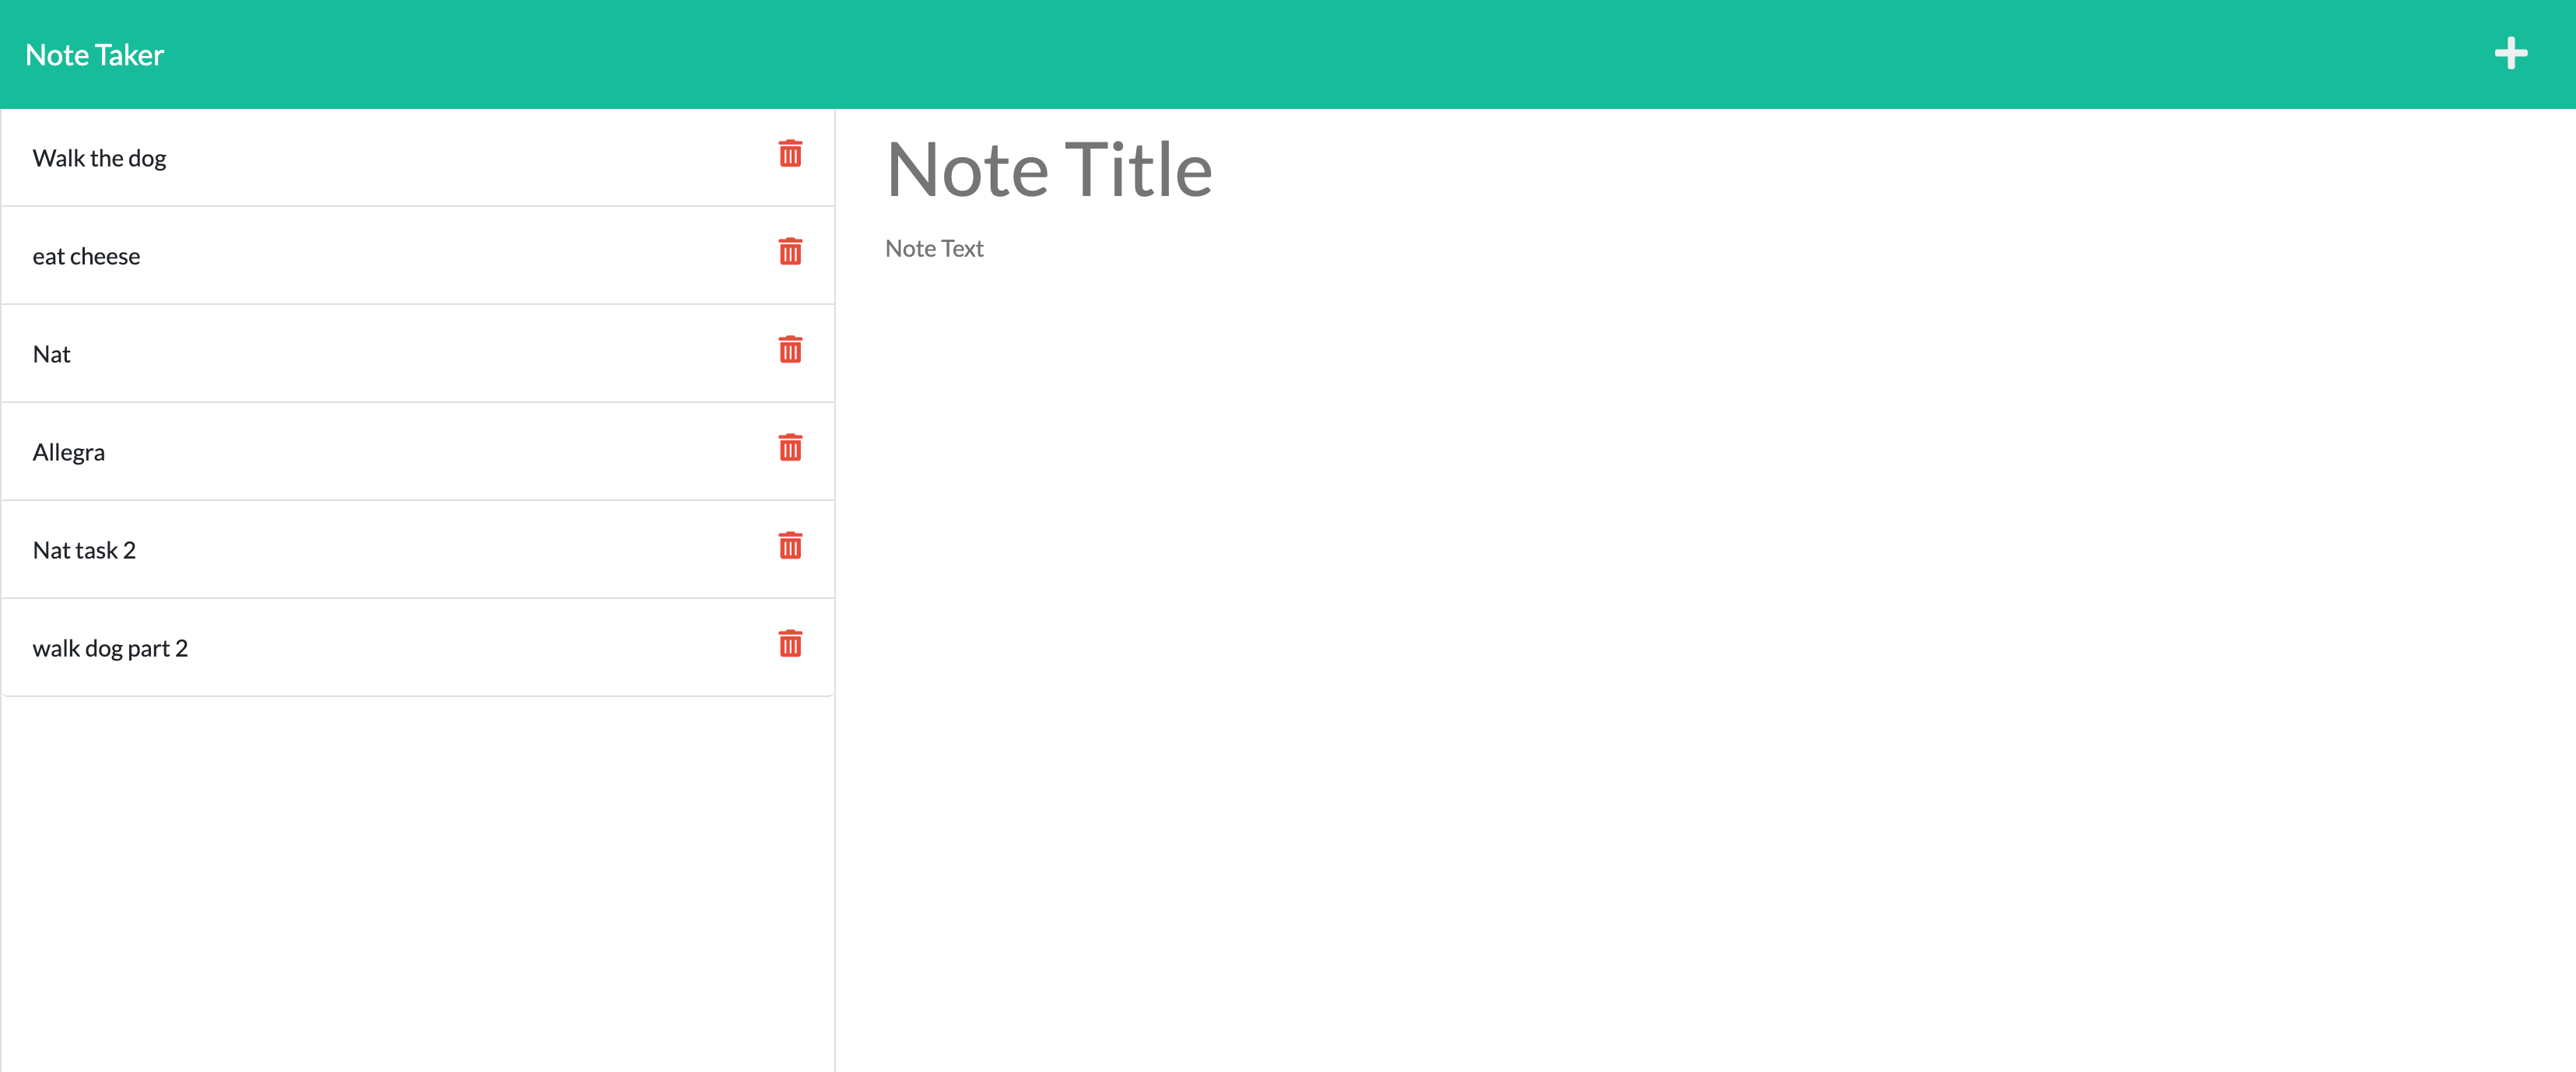 Note Taker
Walk the dog
eat cheese
Nat
Allegra
Nat task 2
walk dog part 2
Note Title
Note Text